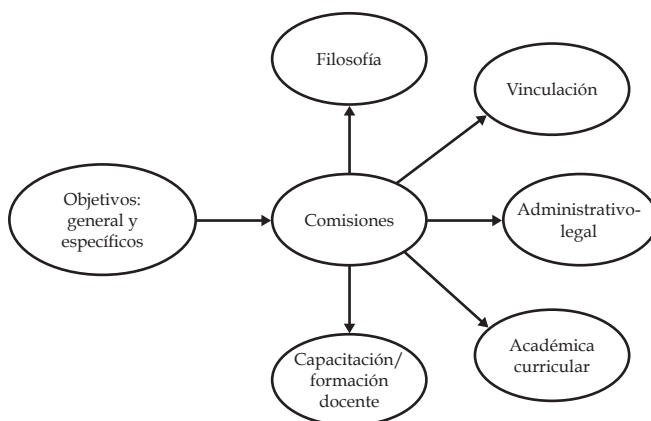 Filosofía
Vinculación
Objetivos:
general y
específicos
Comisiones
Administrativo-
legal
Capacitación/
formación
docente
Académica
curricular